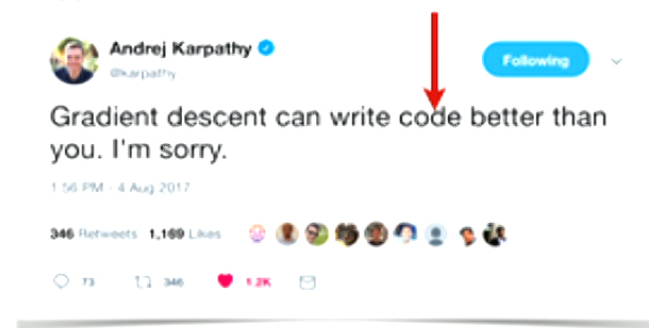 Andrej Karpathy
@karpathy
Following
Gradient descent can write code better than
you. I'm sorry.
1:56 PM - 4 Aug 2017
346 Retweets 1,169 Likes
73 346 1.2K